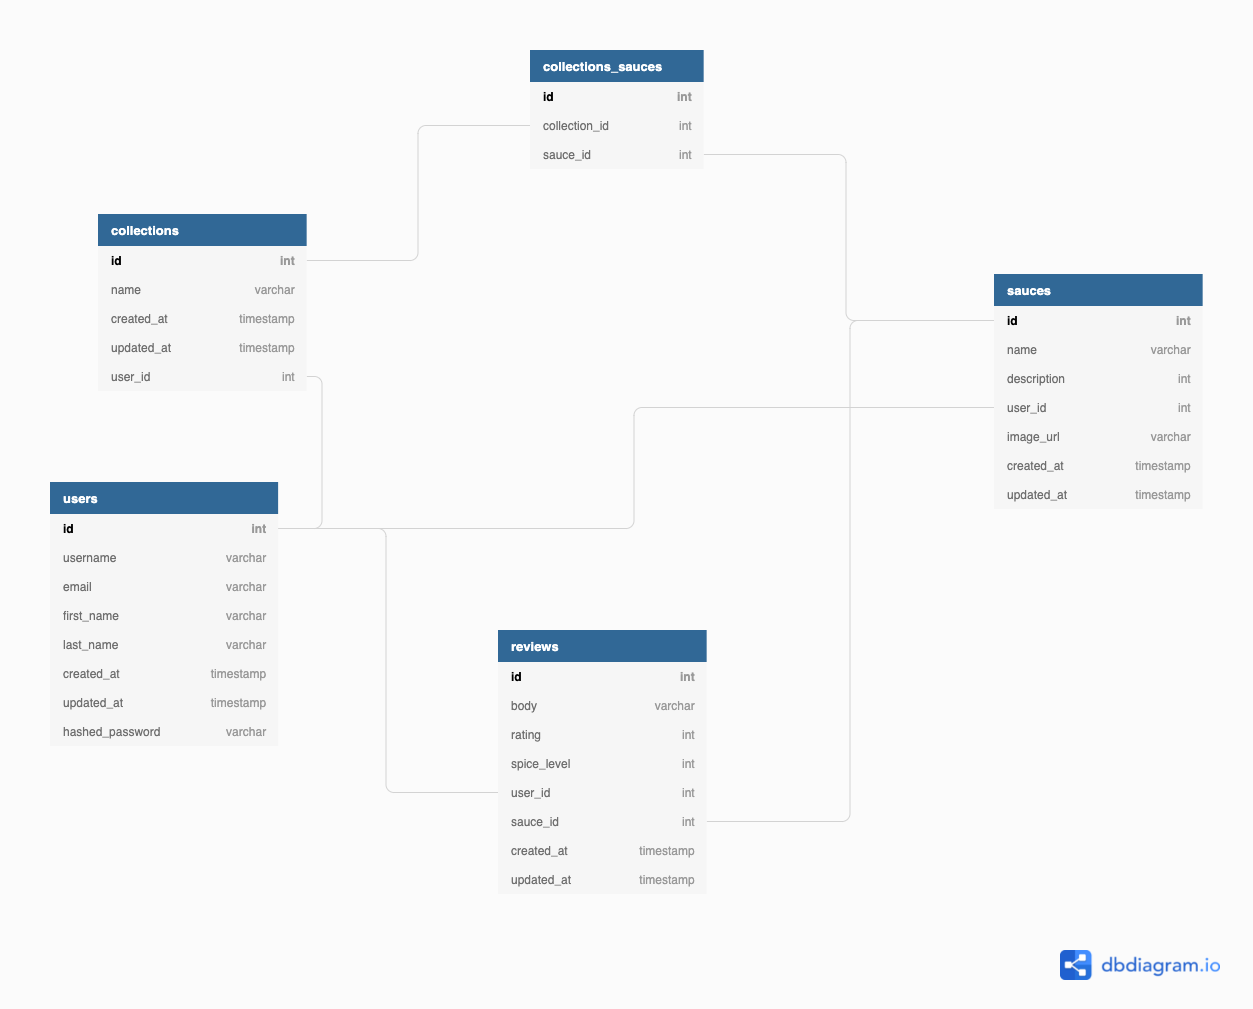 collections_sauces
id int
collection_id int
sauce_id int
collections
id int
name varchar
created_at timestamp
updated_at timestamp
user_id int
sauces
id int
name varchar
description int
user_id int
image_url varchar
created_at timestamp
updated_at timestamp
users
id int
username varchar
email varchar
first_name varchar
last_name varchar
created_at timestamp
updated_at timestamp
hashed_password varchar
reviews
id int
body varchar
rating int
spice_level int
user_id int
sauce_id int
created_at timestamp
updated_at timestamp
dbdiagram.io